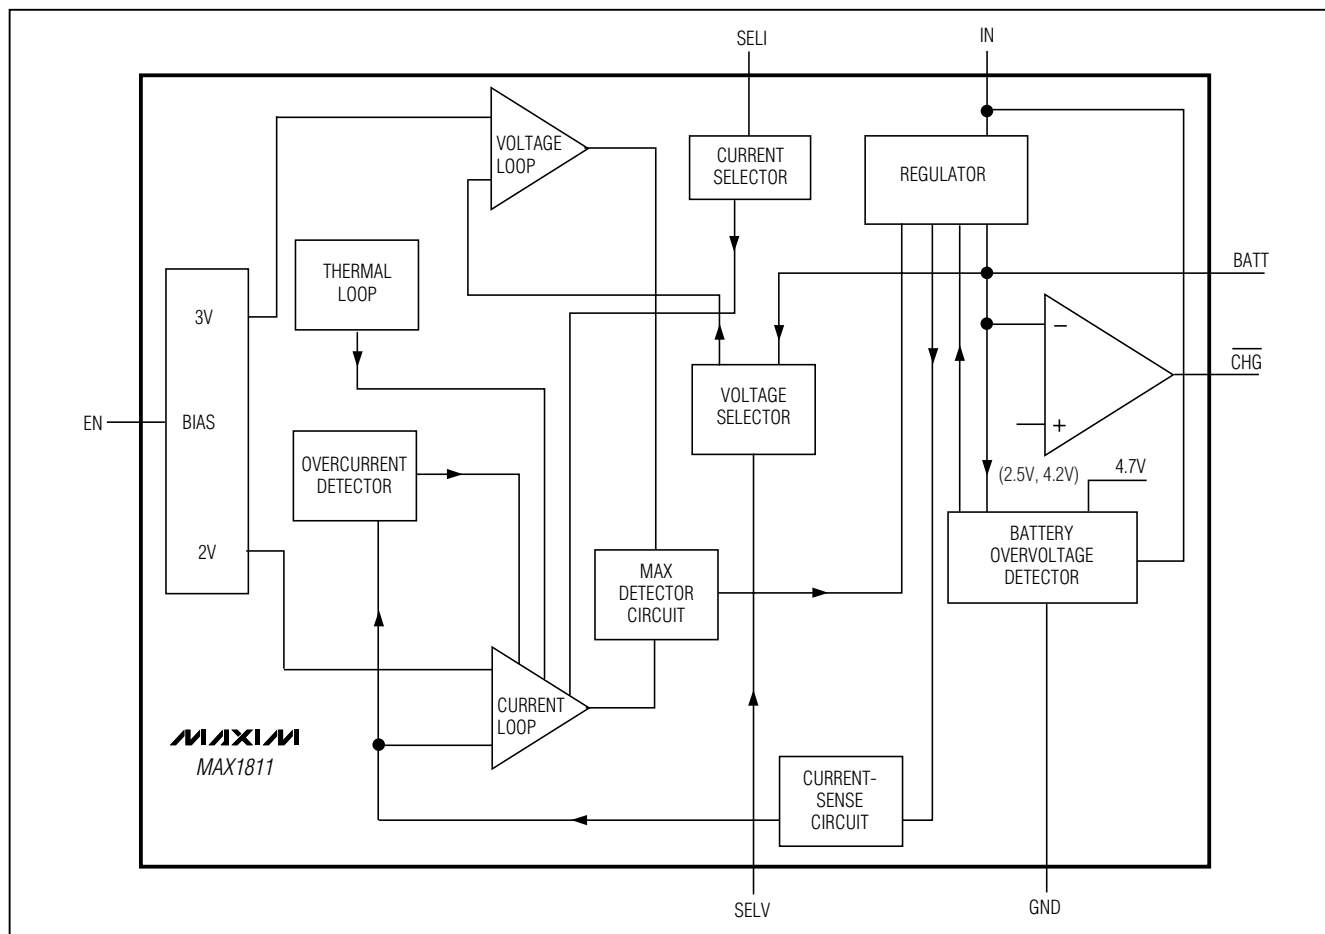 SELI
IN
VOLTAGE
LOOP
CURRENT
SELECTOR
REGULATOR
THERMAL
LOOP
BATT
3V
−
CHG
VOLTAGE
SELECTOR
EN
BIAS
+
OVERCURRENT
DETECTOR
(2.5V, 4.2V)
4.7V
BATTERY
OVERVOLTAGE
DETECTOR
2V
MAX
DETECTOR
CIRCUIT
CURRENT
LOOP
MAXIM
MAX1811
CURRENT-
SENSE
CIRCUIT
SELV
GND